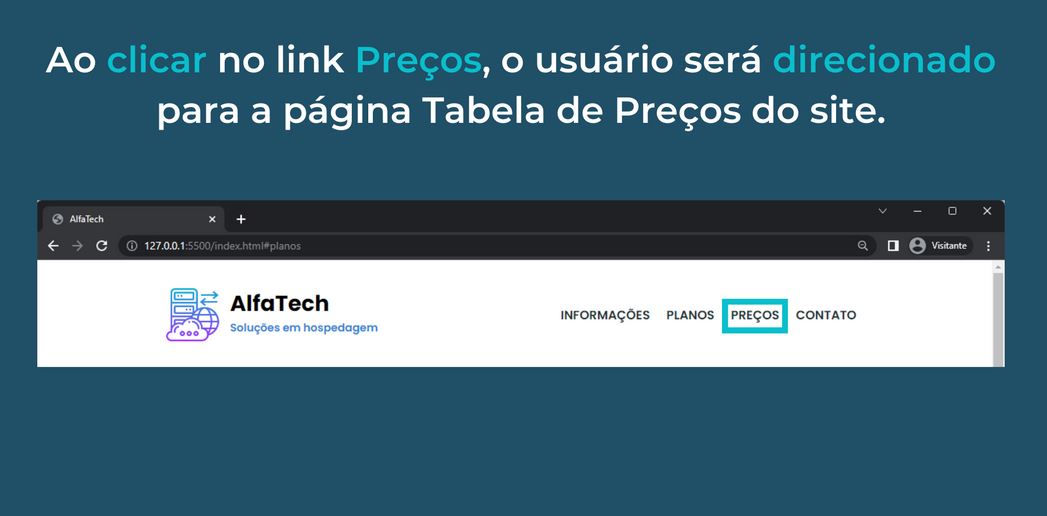 Ao clicar no link Preços, o usuário será direcionado
para a página Tabela de Preços do site.
AlfaTech
127.0.0.1:5500/index.html#planos
Visitante
AlfaTech
Soluções em hospedagem
INFORMAÇÕES PLANOS PREÇOS CONTATO